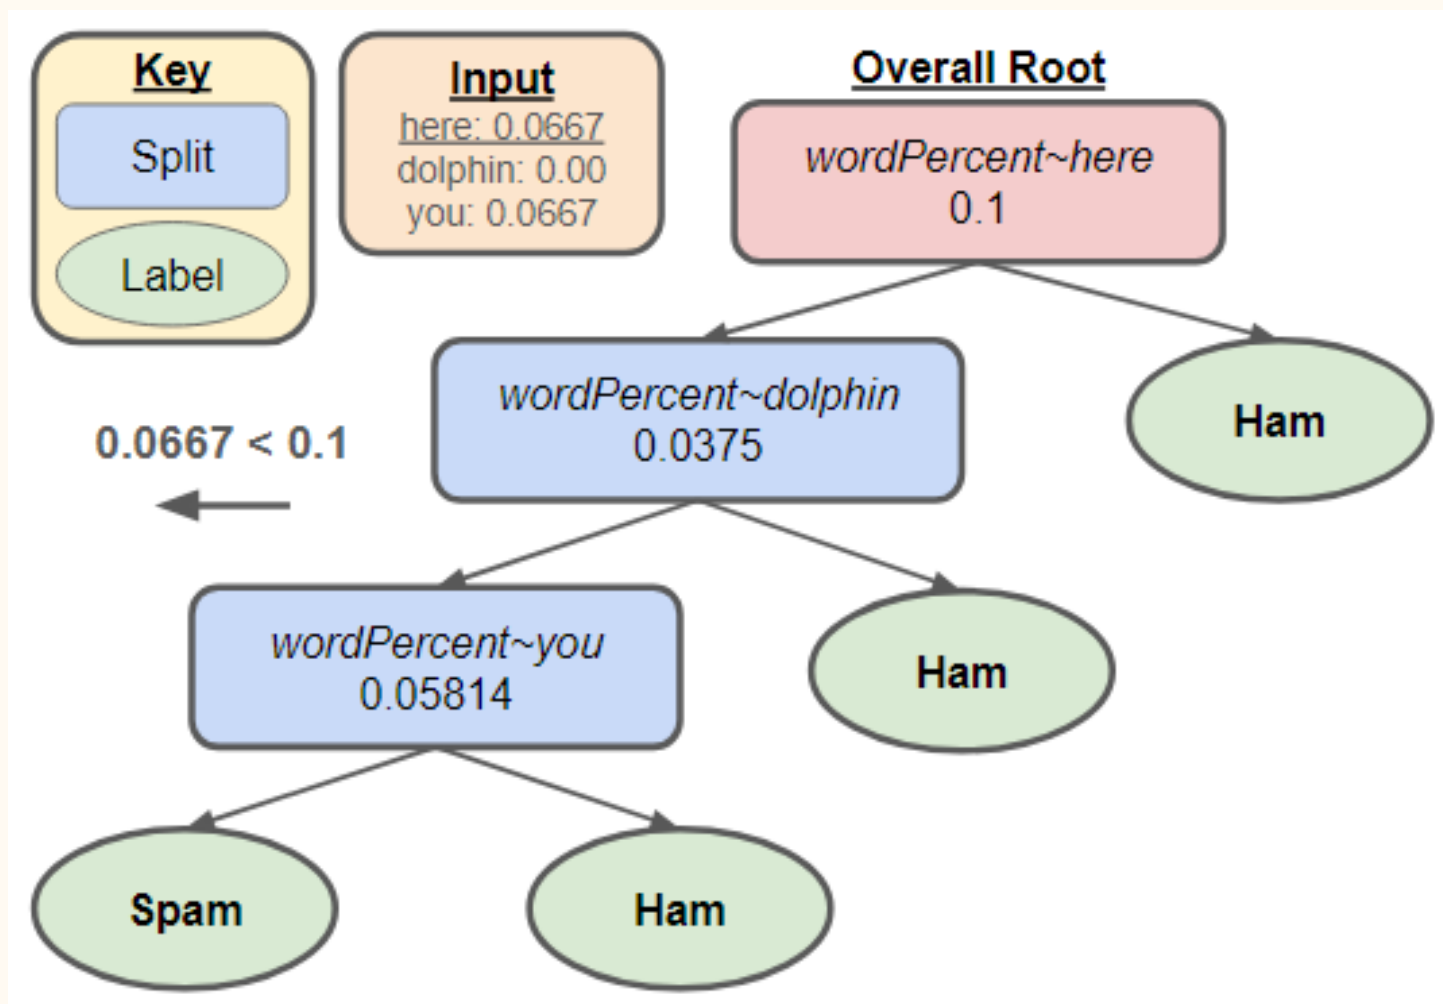 Key
Split
Label
Input
here: 0.0667
dolphin: 0.00
you: 0.0667
Overall Root
wordPercent~here
0.1
wordPercent~dolphin
0.0375
Ham
0.0667 < 0.1
wordPercent~you
0.05814
Ham
Spam
Ham